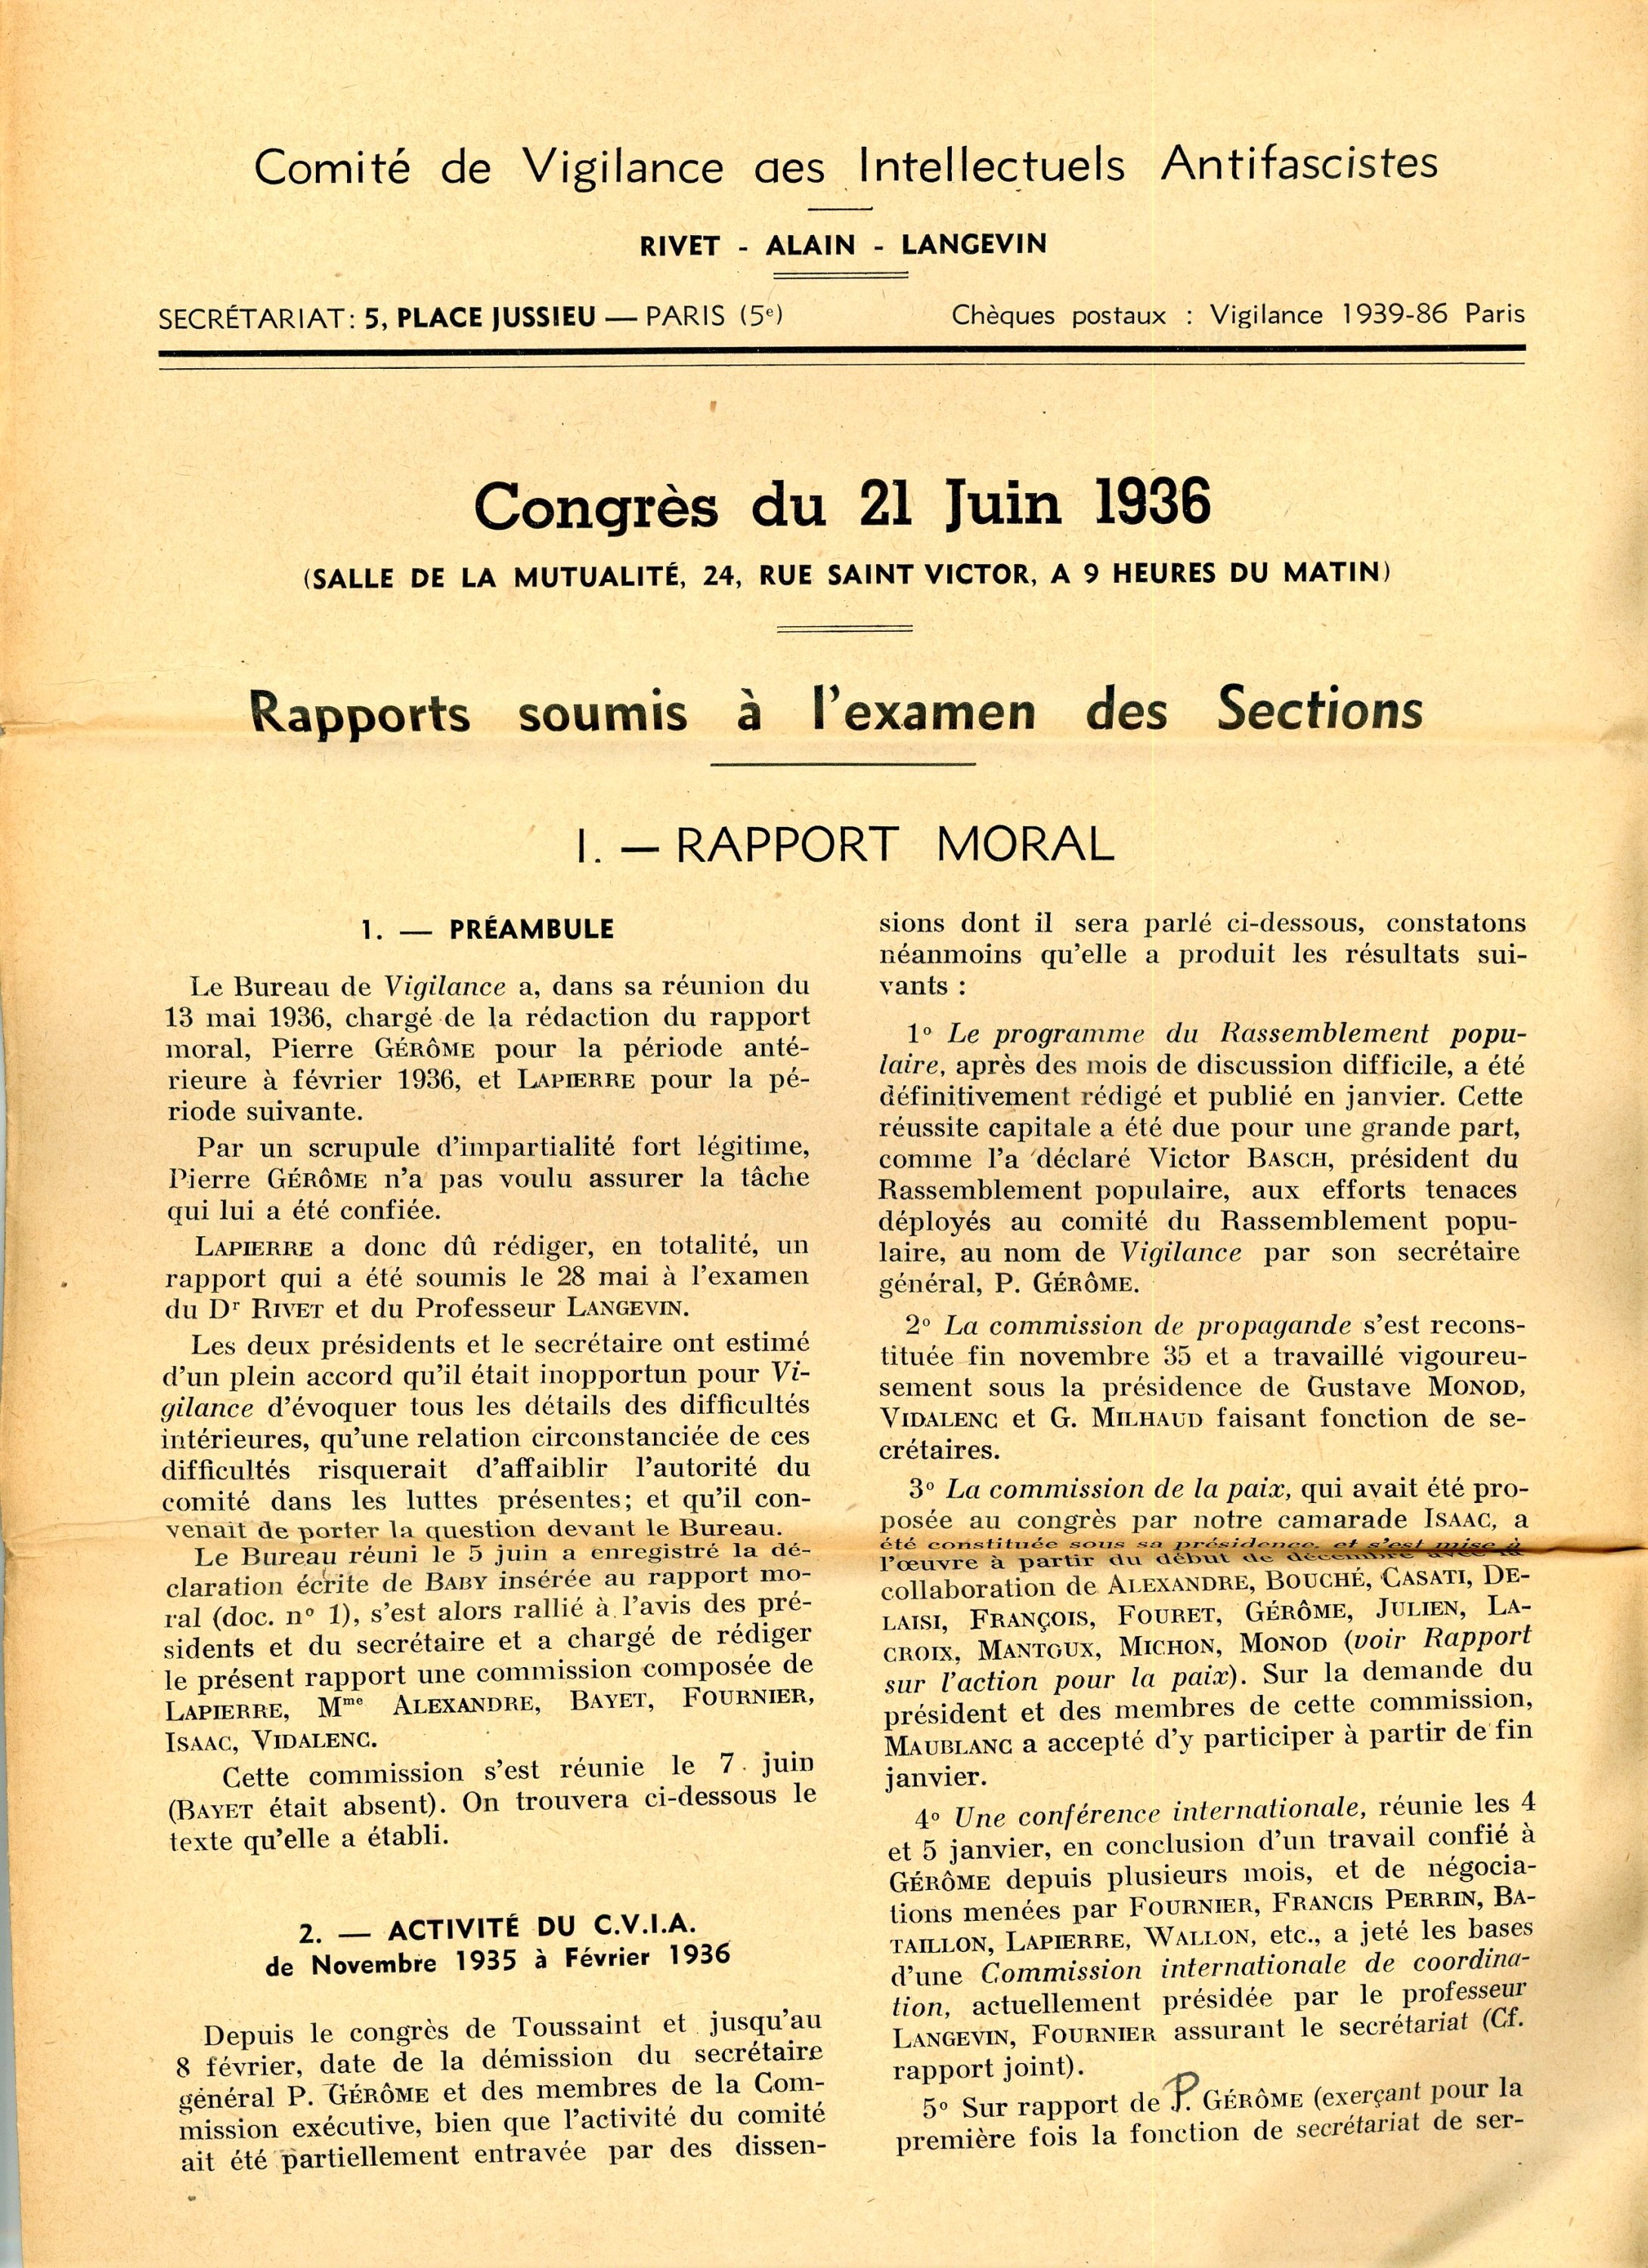 Comité de Vigilance des Intellectuels Antifascistes
RIVET - ALAIN - LANGEVIN
SECRÉTARIAT: 5, PLACE JUSSIEU — PARIS (5e)
Chèques postaux : Vigilance 1939-86 Paris
Congrès du 21 Juin 1936
(SALLE DE LA MUTUALITÉ, 24, RUE SAINT VICTOR, A 9 HEURES DU MATIN)
Rapports soumis à l'examen des Sections
I. — RAPPORT MORAL
1. — PRÉAMBULE
Le Bureau de Vigilance a, dans sa réunion du
13 mai 1936, chargé de la rédaction du rapport
moral, Pierre GÉRÔME pour la période anté-
rieure à février 1936, et LAPIERRE pour la pé-
riode suivante.
Par un scrupule d'impartialité fort légitime,
Pierre GÉRÔME n'a pas voulu assurer la tâche
qui lui a été confiée.
LAPIERRE a donc dû rédiger, en totalité, un
rapport qui a été soumis le 28 mai à l'examen
du Dr RIVET et du Professeur LANGEVIN.
Les deux présidents et le secrétaire ont estimé
d'un plein accord qu'il était inopportun pour Vi-
gilance d'évoquer tous les détails des difficultés
intérieures, qu'une relation circonstanciée de ces
difficultés risquerait d'affaiblir l'autorité du
comité dans les luttes présentes; et qu'il con-
venait de porter la question devant le Bureau.
Le Bureau réuni le 5 juin a enregistré la dé-
claration écrite de BABY insérée au rapport mo-
ral (doc. no 1), s'est alors rallié à l'avis des pré-
sidents et du secrétaire et a chargé de rédiger
le présent rapport une commission composée de
LAPIERRE, Mme ALEXANDRE, BAYET, FOURNIER,
ISAAC, VIDALENC.
Cette commission s'est réunie le 7 juin
(BAYET était absent). On trouvera ci-dessous le
texte qu'elle a établi.
2. — ACTIVITÉ DU C.V.I.A.
de Novembre 1935 à Février 1936
Depuis le congrès de Toussaint et jusqu'au
8 février, date de la démission du secrétaire
général P. GÉRÔME et des membres de la Com-
mission exécutive, bien que l'activité du comité
ait été partiellement entravée par des dissen-
sions dont il sera parlé ci-dessous, constatons
néanmoins qu'elle a produit les résultats sui-
vants :
1o Le programme du Rassemblement popu-
laire, après des mois de discussion difficile, a été
définitivement rédigé et publié en janvier. Cette
réussite capitale a été due pour une grande part,
comme l'a déclaré Victor BASCH, président du
Rassemblement populaire, aux efforts tenaces
déployés au comité du Rassemblement popu-
laire, au nom de Vigilance par son secrétaire
général, P. GÉRÔME.
2o La commission de propagande s'est recons-
tituée fin novembre 35 et a travaillé vigoureu-
sement sous la présidence de Gustave MONOD,
VIDALENC et G. MILHAUD faisant fonction de se-
crétaires.
3o La commission de la paix, qui avait été pro-
posée au congrès par notre camarade ISAAC, a
été constituée sous sa présidence, et s'est mise à
l'œuvre à partir du début de décembre avec la
collaboration de ALEXANDRE, BOUCHÉ, CASATI, DE-
LAISI, FRANÇOIS, FOURET, GÉRÔME, JULIEN, LA-
CROIX, MANTOUX, MICHON, MONOD (voir Rapport
sur l'action pour la paix). Sur la demande du
président et des membres de cette commission,
MAUBLANC a accepté d'y participer à partir de fin
janvier.
4o Une conférence internationale, réunie les 4
et 5 janvier, en conclusion d'un travail confié à
GÉRÔME depuis plusieurs mois, et de négocia-
tions menées par FOURNIER, FRANCIS PERRIN, BA-
TAILLON, LAPIERRE, WALLON, etc., a jeté les bases
d'une Commission internationale de coordina-
tion, actuellement présidée par le professeur
LANGEVIN, FOURNIER assurant le secrétariat (Cf.
rapport joint).
5o Sur rapport de P. GÉRÔME (exerçant pour la
première fois la fonction de secrétariat de ser-